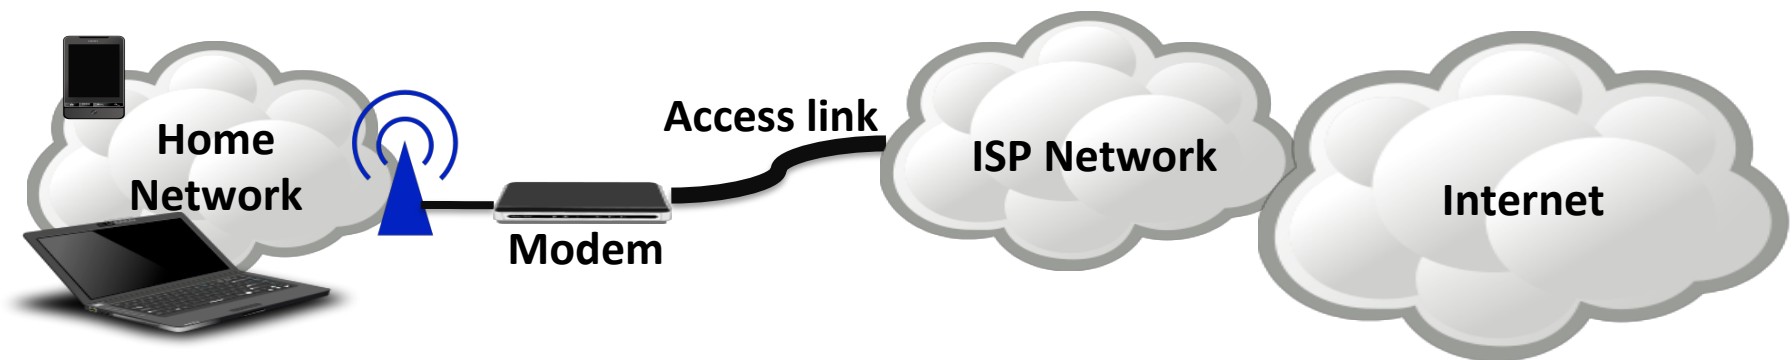 Home
Network
Modem
Access link
ISP Network
Internet